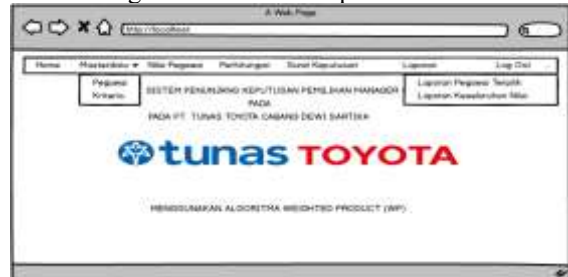 A Web Page
http://localhost
Home Masterdata Nilai Pegawai Perhitungan Surat Keputusan Laporan Log Out
Pegawai
Kriteria
Laporan Pegawai Terpilih
Laporan Keseluruhan Nilai
SISTEM PENUNJANG KEPUTUSAN PEMILIHAN MANAGER
PADA
PADA PT. TUNAS TOYOTA CABANG DEWI SARTIKA
tunas TOYOTA
MENGGUNAKAN ALGORITMA WEIGHTED PRODUCT (WP)